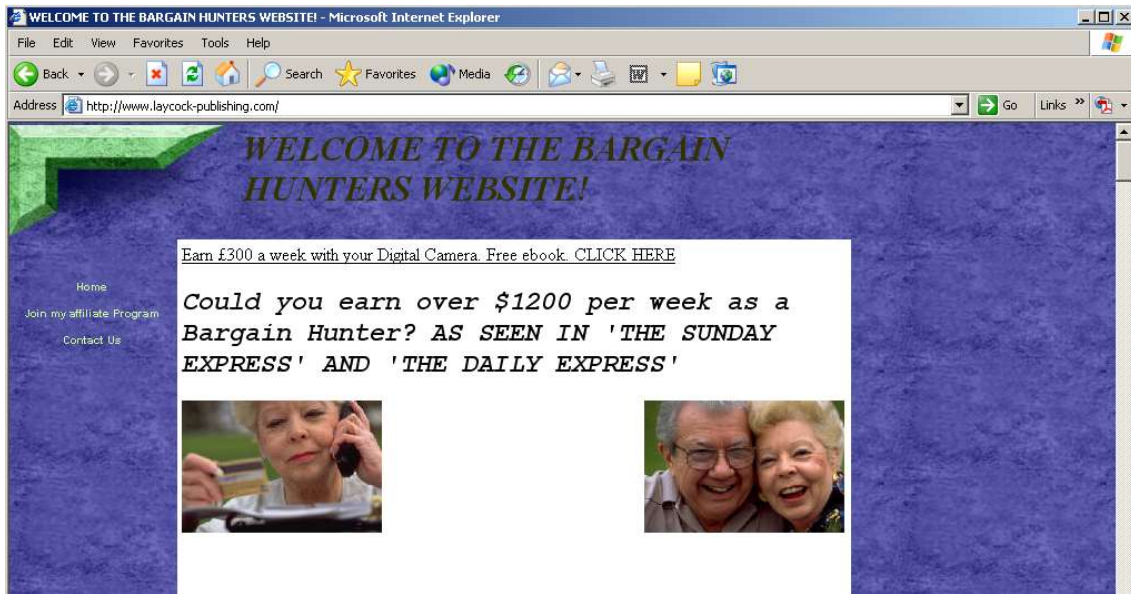 WELCOME TO THE BARGAIN HUNTERS WEBSITE! - Microsoft Internet Explorer
File Edit View Favorites Tools Help
Back Search Favorites Media
Address http://www.laycock-publishing.com/ Go Links »
WELCOME TO THE BARGAIN
HUNTERS WEBSITE!
Earn £300 a week with your Digital Camera. Free ebook. CLICK HERE
Home
Join my affiliate Program
Contact Us
Could you earn over $1200 per week as a
Bargain Hunter? AS SEEN IN 'THE SUNDAY
EXPRESS' AND 'THE DAILY EXPRESS'